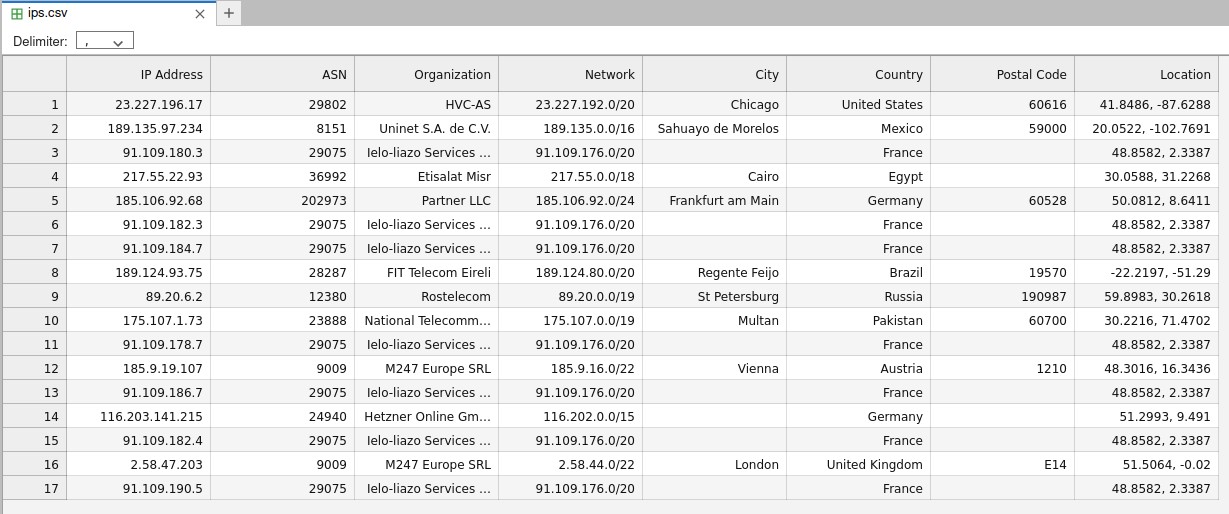 ips.csv
Delimiter: ,
IP Address ASN Organization Network City Country Postal Code Location
1 23.227.196.17 29802 HVC-AS 23.227.192.0/20 Chicago United States 60616 41.8486, -87.6288
2 189.135.97.234 8151 Uninet S.A. de C.V. 189.135.0.0/16 Sahuayo de Morelos Mexico 59000 20.0522, -102.7691
3 91.109.180.3 29075 Ielo-liazo Services ... 91.109.176.0/20 France 48.8582, 2.3387
4 217.55.22.93 36992 Etisalat Misr 217.55.0.0/18 Cairo Egypt 30.0588, 31.2268
5 185.106.92.68 202973 Partner LLC 185.106.92.0/24 Frankfurt am Main Germany 60528 50.0812, 8.6411
6 91.109.182.3 29075 Ielo-liazo Services ... 91.109.176.0/20 France 48.8582, 2.3387
7 91.109.184.7 29075 Ielo-liazo Services ... 91.109.176.0/20 France 48.8582, 2.3387
8 189.124.93.75 28287 FIT Telecom Eireli 189.124.80.0/20 Regente Feijo Brazil 19570 -22.2197, -51.29
9 89.20.6.2 12380 Rostelecom 89.20.0.0/19 St Petersburg Russia 190987 59.8983, 30.2618
10 175.107.1.73 23888 National Telecomm... 175.107.0.0/19 Multan Pakistan 60700 30.2216, 71.4702
11 91.109.178.7 29075 Ielo-liazo Services ... 91.109.176.0/20 France 48.8582, 2.3387
12 185.9.19.107 9009 M247 Europe SRL 185.9.16.0/22 Vienna Austria 1210 48.3016, 16.3436
13 91.109.186.7 29075 Ielo-liazo Services ... 91.109.176.0/20 France 48.8582, 2.3387
14 116.203.141.215 24940 Hetzner Online Gm... 116.202.0.0/15 Germany 51.2993, 9.491
15 91.109.182.4 29075 Ielo-liazo Services ... 91.109.176.0/20 France 48.8582, 2.3387
16 2.58.47.203 9009 M247 Europe SRL 2.58.44.0/22 London United Kingdom E14 51.5064, -0.02
17 91.109.190.5 29075 Ielo-liazo Services ... 91.109.176.0/20 France 48.8582, 2.3387